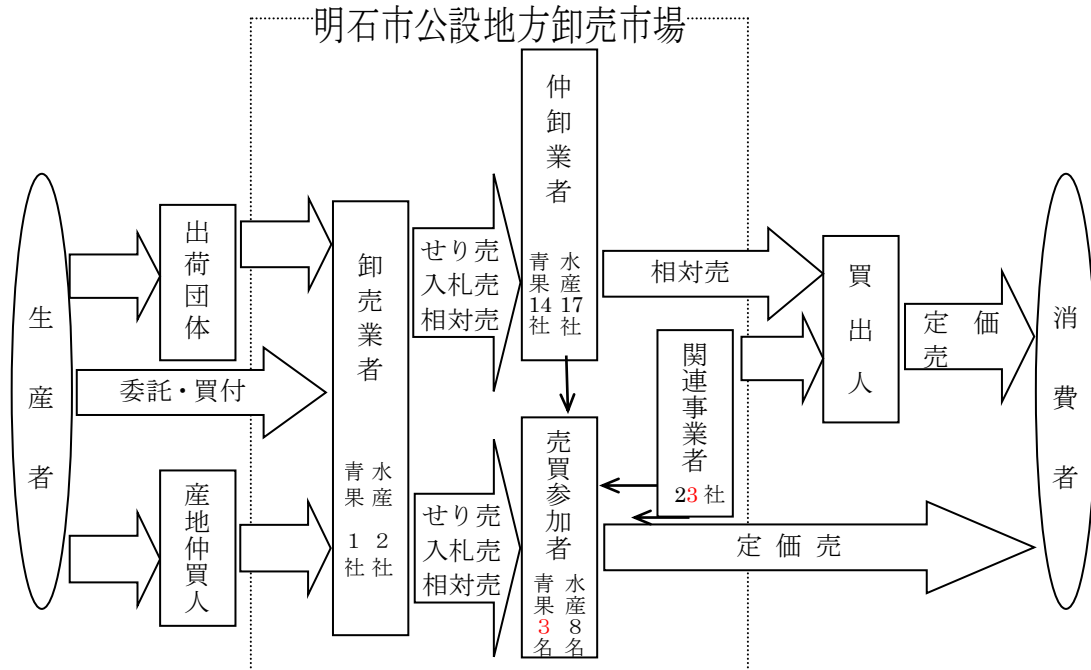 明石市公設地方卸売市場
生産者
出荷団体
委託・買付
産地仲買人
卸売業者
水産 2社
青果 1社
せり売
入札売
相対売
せり売
入札売
相対売
仲卸業者
水産17社
青果14社
売買参加者
水産8名
青果3名
相対売
関連事業者
23社
買出人
定価売
定価売
消費者